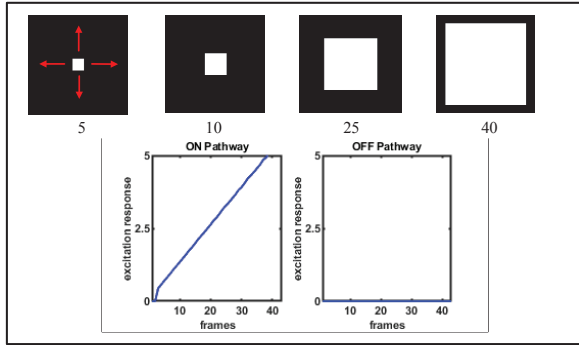 5 10 25 40
ON Pathway OFF Pathway
5 5
excitation response excitation response
2.5 2.5
0 0
10 20 30 40 10 20 30 40
frames frames